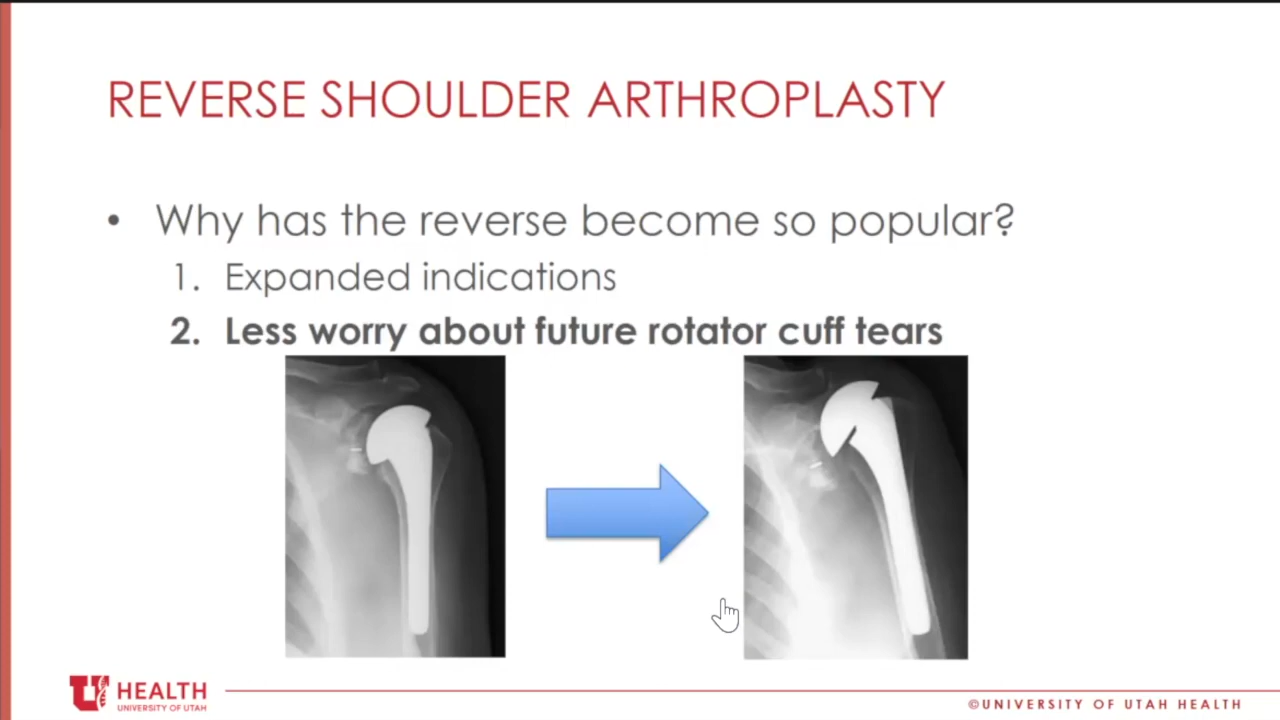 REVERSE SHOULDER ARTHROPLASTY
• Why has the reverse become so popular?
1. Expanded indications
2. Less worry about future rotator cuff tears
U HEALTH
UNIVERSITY OF UTAH
©UNIVERSITY OF UTAH HEALTH